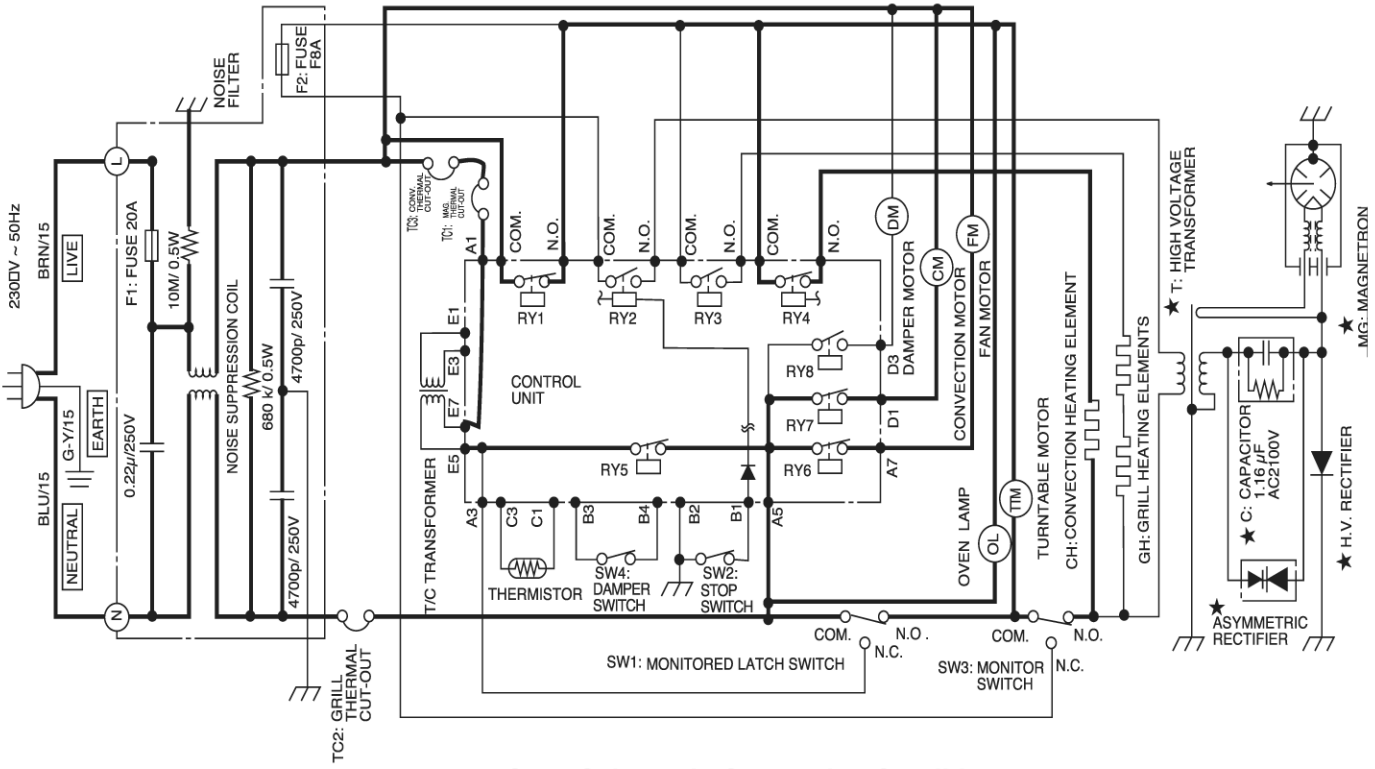 230□V ~ 50Hz
BRN/15
LIVE
G-Y/15
EARTH
BLU/15
NEUTRAL
L
N
F1: FUSE 20A
10M/ 0.5W
0.22µ/250V
NOISE
FILTER
NOISE SUPPRESSION COIL
680 k/ 0.5W
4700p/ 250V
4700p/ 250V
F2: FUSE
F8A
TC2: GRILL
THERMAL
CUT-OUT
TC3: CONV.
THERMAL
CUT-OUT
TC1: MAG.
THERMAL
CUT-OUT
A1
COM.
N.O.
COM.
N.O.
COM.
N.O.
COM.
N.O.
RY1
RY2
RY3
RY4
E1
E3
E7
E5
T/C TRANSFORMER
CONTROL
UNIT
RY8
RY7
RY5
RY6
D3
D1
A7
A3
C3
C1
B3
B4
B2
B1
A5
THERMISTOR
SW4:
DAMPER
SWITCH
SW2:
STOP
SWITCH
DM
DAMPER MOTOR
CM
CONVECTION MOTOR
FM
FAN MOTOR
OL
OVEN LAMP
TTM
TURNTABLE MOTOR
CH: CONVECTION HEATING ELEMENT
GH: GRILL HEATING ELEMENTS
COM.
N.O.
N.C.
SW1: MONITORED LATCH SWITCH
COM.
N.O.
N.C.
SW3: MONITOR
SWITCH
★ T: HIGH VOLTAGE
TRANSFORMER
★ MG: MAGNETRON
★ C: CAPACITOR
1.16 µF
AC2100V
★ H.V. RECTIFIER
★
ASYMMETRIC
RECTIFIER